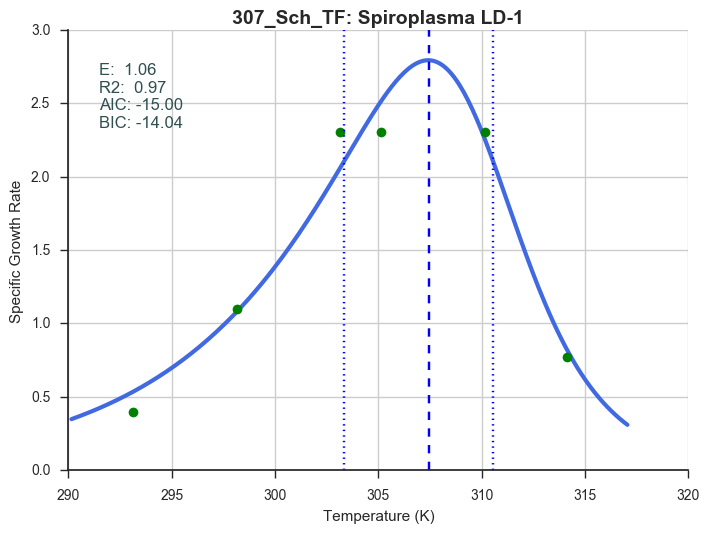 307_Sch_TF: Spiroplasma LD-1
E:  1.06
R2:  0.97
AIC: -15.00
BIC: -14.04
Specific Growth Rate
3.0
2.5
2.0
1.5
1.0
0.5
0.0
290 295 300 305 310 315 320
Temperature (K)